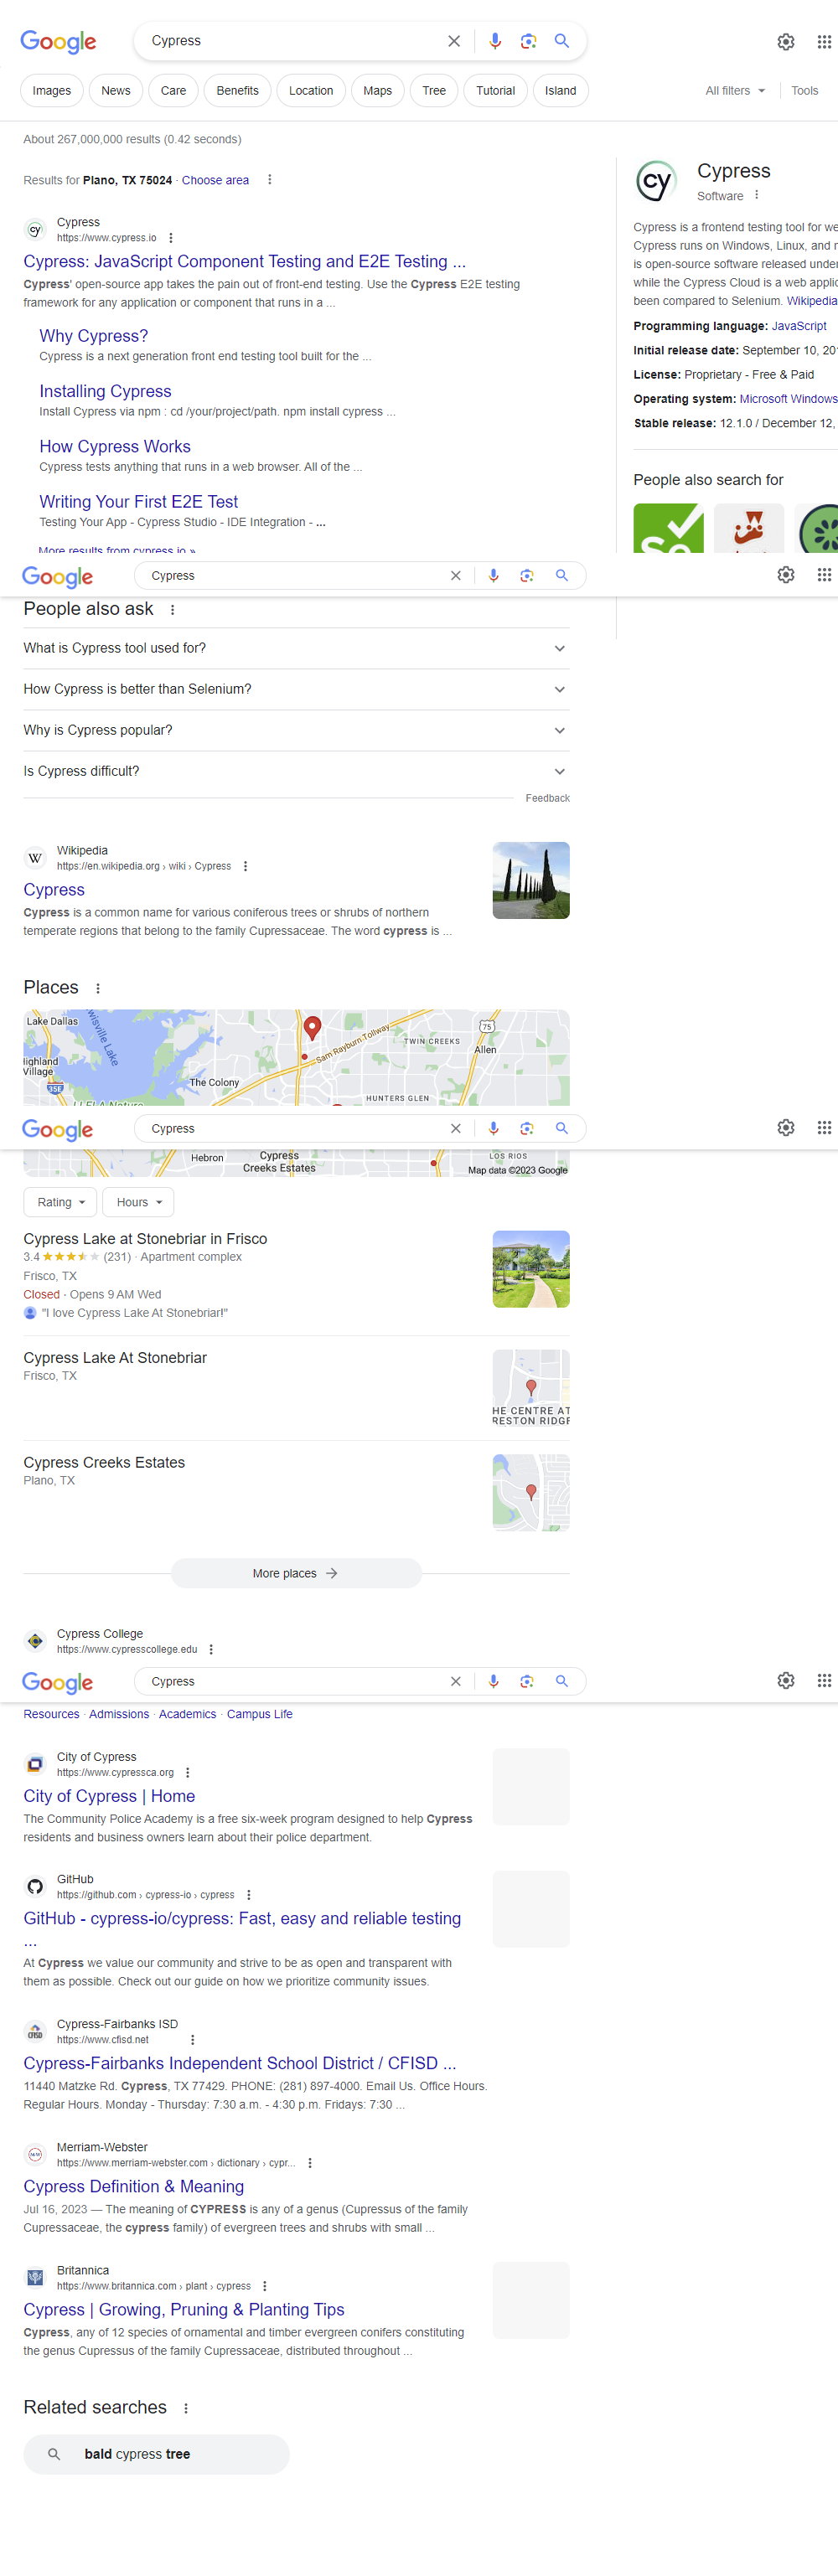 Google
Cypress
Images
News
Care
Benefits
Location
Maps
Tree
Tutorial
Island
All filters
Tools
About 267,000,000 results (0.42 seconds)
Results for Plano, TX 75024 · Choose area
Cypress
https://www.cypress.io
Cypress: JavaScript Component Testing and E2E Testing ...
Cypress' open-source app takes the pain out of front-end testing. Use the Cypress E2E testing
framework for any application or component that runs in a ...
Why Cypress?
Cypress is a next generation front end testing tool built for the ...
Installing Cypress
Install Cypress via npm : cd /your/project/path. npm install cypress ...
How Cypress Works
Cypress tests anything that runs in a web browser. All of the ...
Writing Your First E2E Test
Testing Your App - Cypress Studio - IDE Integration - ...
More results from cypress.io »
cy
Cypress
Software
Cypress is a frontend testing tool for we
Cypress runs on Windows, Linux, and
is open-source software released under
while the Cypress Cloud is a web applic
been compared to Selenium. Wikipedia
Programming language: JavaScript
Initial release date: September 10, 20
License: Proprietary - Free & Paid
Operating system: Microsoft Windows
Stable release: 12.1.0 / December 12,
People also search for
Se
Google
Cypress
People also ask
What is Cypress tool used for?
How Cypress is better than Selenium?
Why is Cypress popular?
Is Cypress difficult?
Feedback
W
Wikipedia
https://en.wikipedia.org › wiki › Cypress
Cypress
Cypress is a common name for various coniferous trees or shrubs of northern
temperate regions that belong to the family Cupressaceae. The word cypress is ...
Places
Lake Dallas
wisville Lake
75
Sam Rayburn Tollway
TWIN CREEKS
Allen
ighland
Village
35E
The Colony
HUNTERS GLEN
LLELA Nature
Google
Cypress
Hebron
Cypress
Creeks Estates
LOS RIOS
Map data ©2023 Google
Rating
Hours
Cypress Lake at Stonebriar in Frisco
3.4 (231) · Apartment complex
Frisco, TX
Closed · Opens 9 AM Wed
"I love Cypress Lake At Stonebriar!"
Cypress Lake At Stonebriar
Frisco, TX
HE CENTRE AT
RESTON RIDGE
Cypress Creeks Estates
Plano, TX
More places
Cypress College
https://www.cypresscollege.edu
Google
Cypress
Resources · Admissions · Academics · Campus Life
City of Cypress
https://www.cypressca.org
City of Cypress | Home
The Community Police Academy is a free six-week program designed to help Cypress
residents and business owners learn about their police department.
GitHub
https://github.com › cypress-io › cypress
GitHub - cypress-io/cypress: Fast, easy and reliable testing
...
At Cypress we value our community and strive to be as open and transparent with
them as possible. Check out our guide on how we prioritize community issues.
CFISD
Cypress-Fairbanks ISD
https://www.cfisd.net
Cypress-Fairbanks Independent School District / CFISD ...
11440 Matzke Rd. Cypress, TX 77429. PHONE: (281) 897-4000. Email Us. Office Hours.
Regular Hours. Monday - Thursday: 7:30 a.m. - 4:30 p.m. Fridays: 7:30 ...
Merriam-Webster
https://www.merriam-webster.com › dictionary › cypr...
Cypress Definition & Meaning
Jul 16, 2023 — The meaning of CYPRESS is any of a genus (Cupressus of the family
Cupressaceae, the cypress family) of evergreen trees and shrubs with small ...
Britannica
https://www.britannica.com › plant › cypress
Cypress | Growing, Pruning & Planting Tips
Cypress, any of 12 species of ornamental and timber evergreen conifers constituting
the genus Cupressus of the family Cupressaceae, distributed throughout ...
Related searches
bald cypress tree